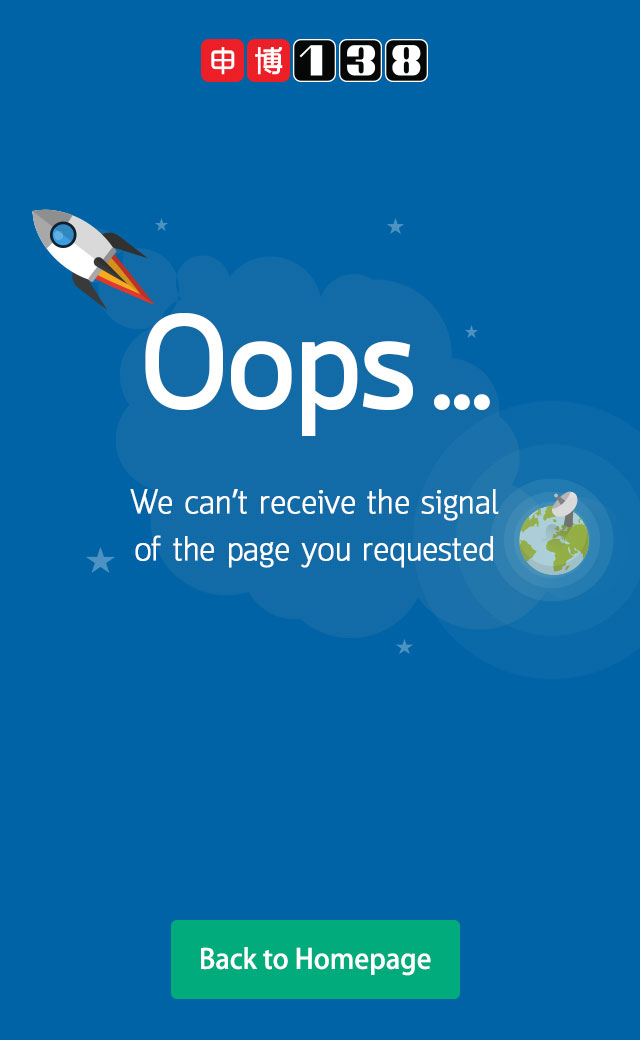 申博138
Oops ...
We can't receive the signal
of the page you requested
Back to Homepage